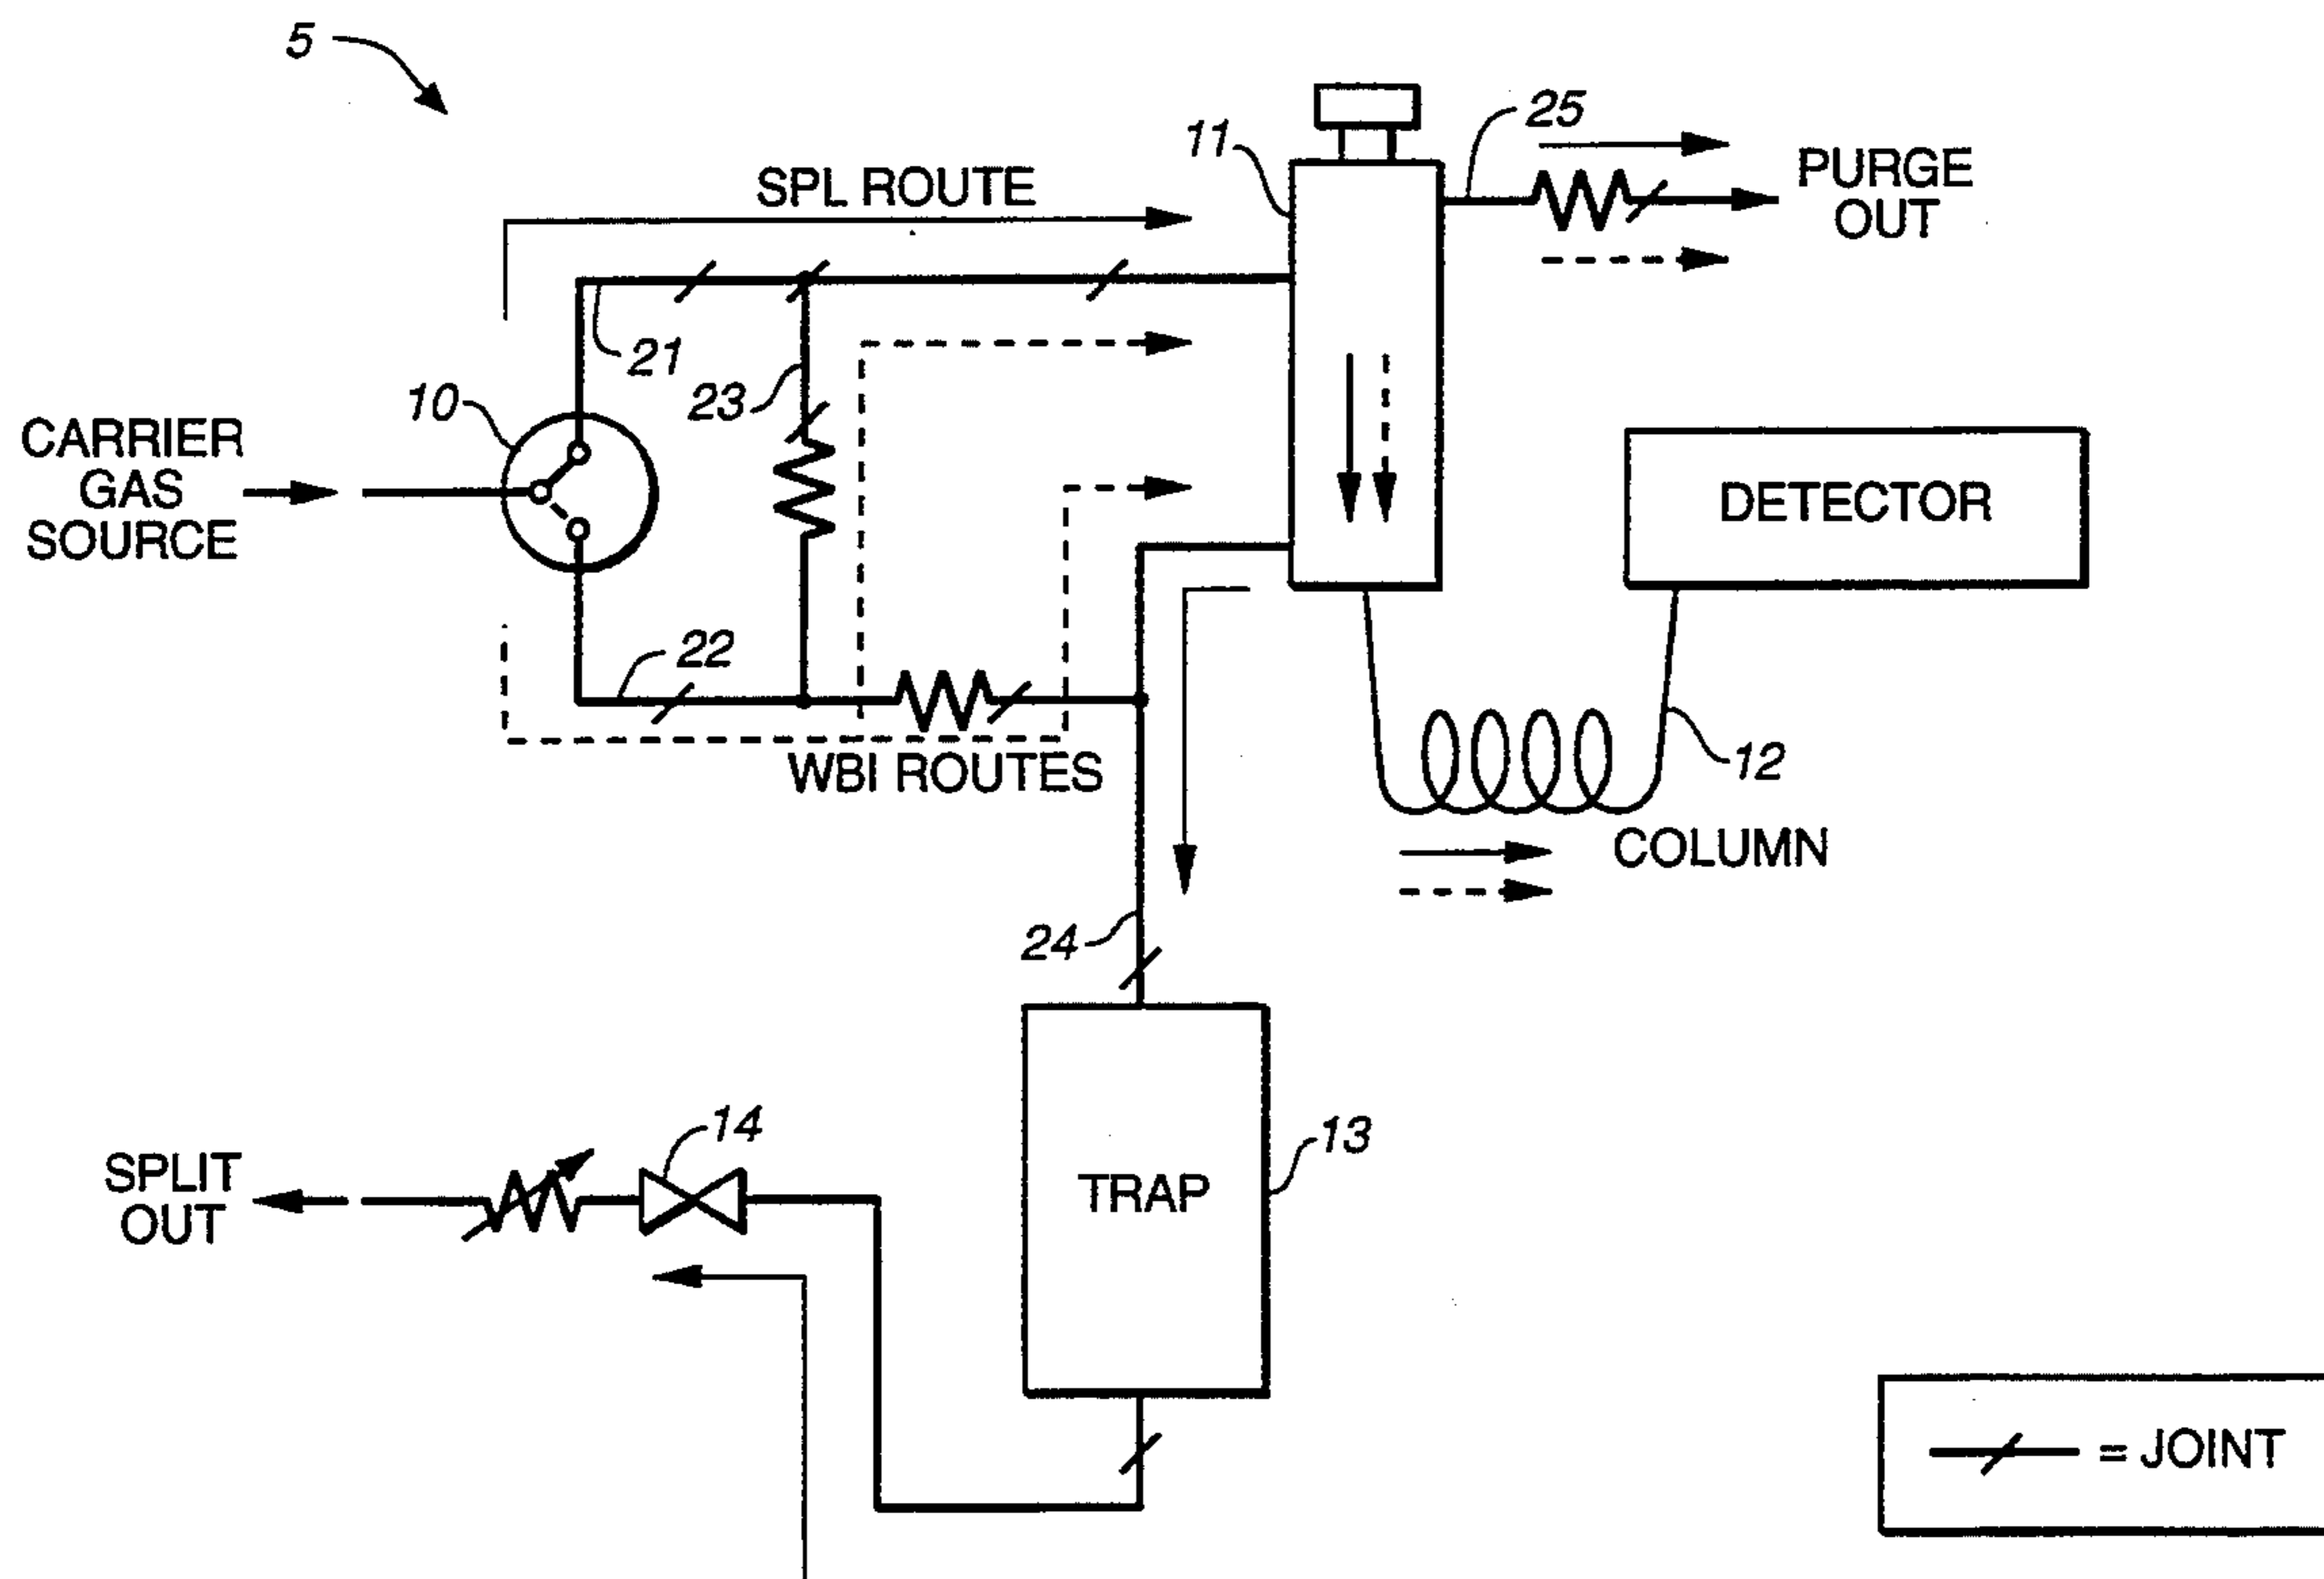 5
11
25
SPL ROUTE
PURGE
OUT
21
10
23
CARRIER
GAS
SOURCE
DETECTOR
22
WBI ROUTES
12
COLUMN
24
14
13
SPLIT
OUT
TRAP
= JOINT